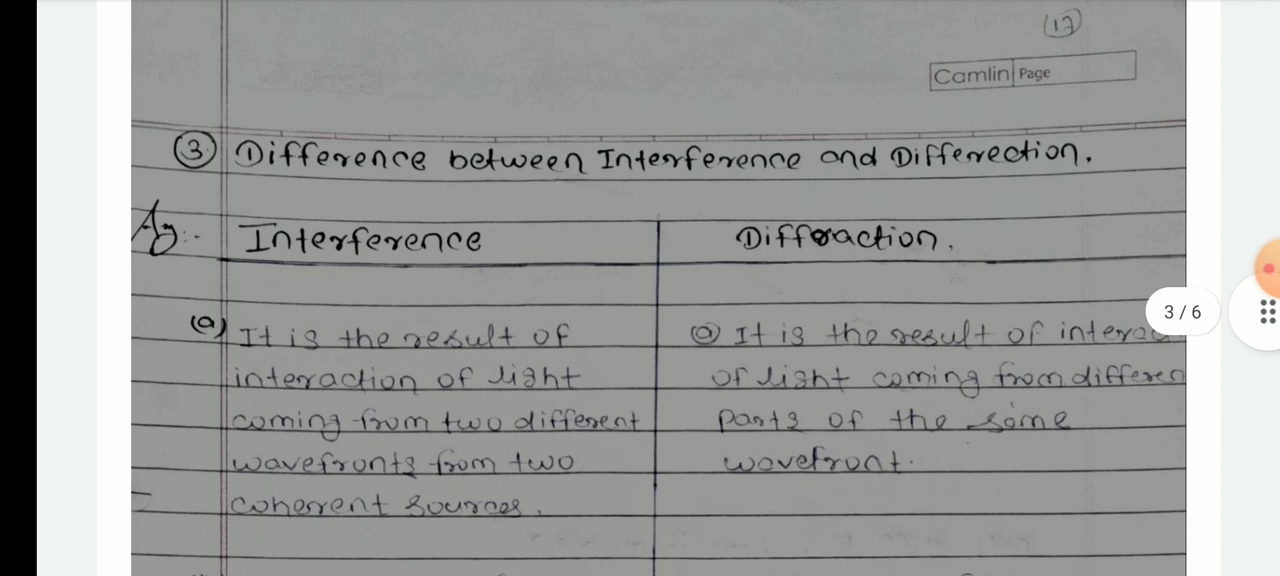 (17)
Camlin Page
(3) Difference between Interference and Differection.
Interference
Diffraction.
(a) It is the result of
interaction of light
coming from two different
wavefronts from two
coherent sources.
(a) It is the result of
of light coming from
parts of the same
wavefront.
3 / 6